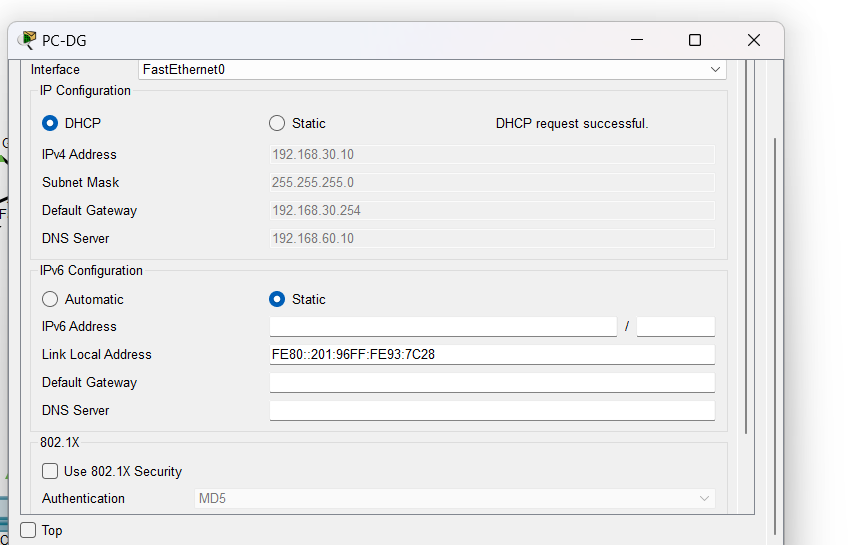 PC-DG
Interface FastEthernet0
IP Configuration
DHCP Static DHCP request successful.
IPv4 Address 192.168.30.10
Subnet Mask 255.255.255.0
Default Gateway 192.168.30.254
DNS Server 192.168.60.10
IPv6 Configuration
Automatic Static
IPv6 Address /
Link Local Address FE80::201:96FF:FE93:7C28
Default Gateway
DNS Server
802.1X
Use 802.1X Security
Authentication MD5
Top